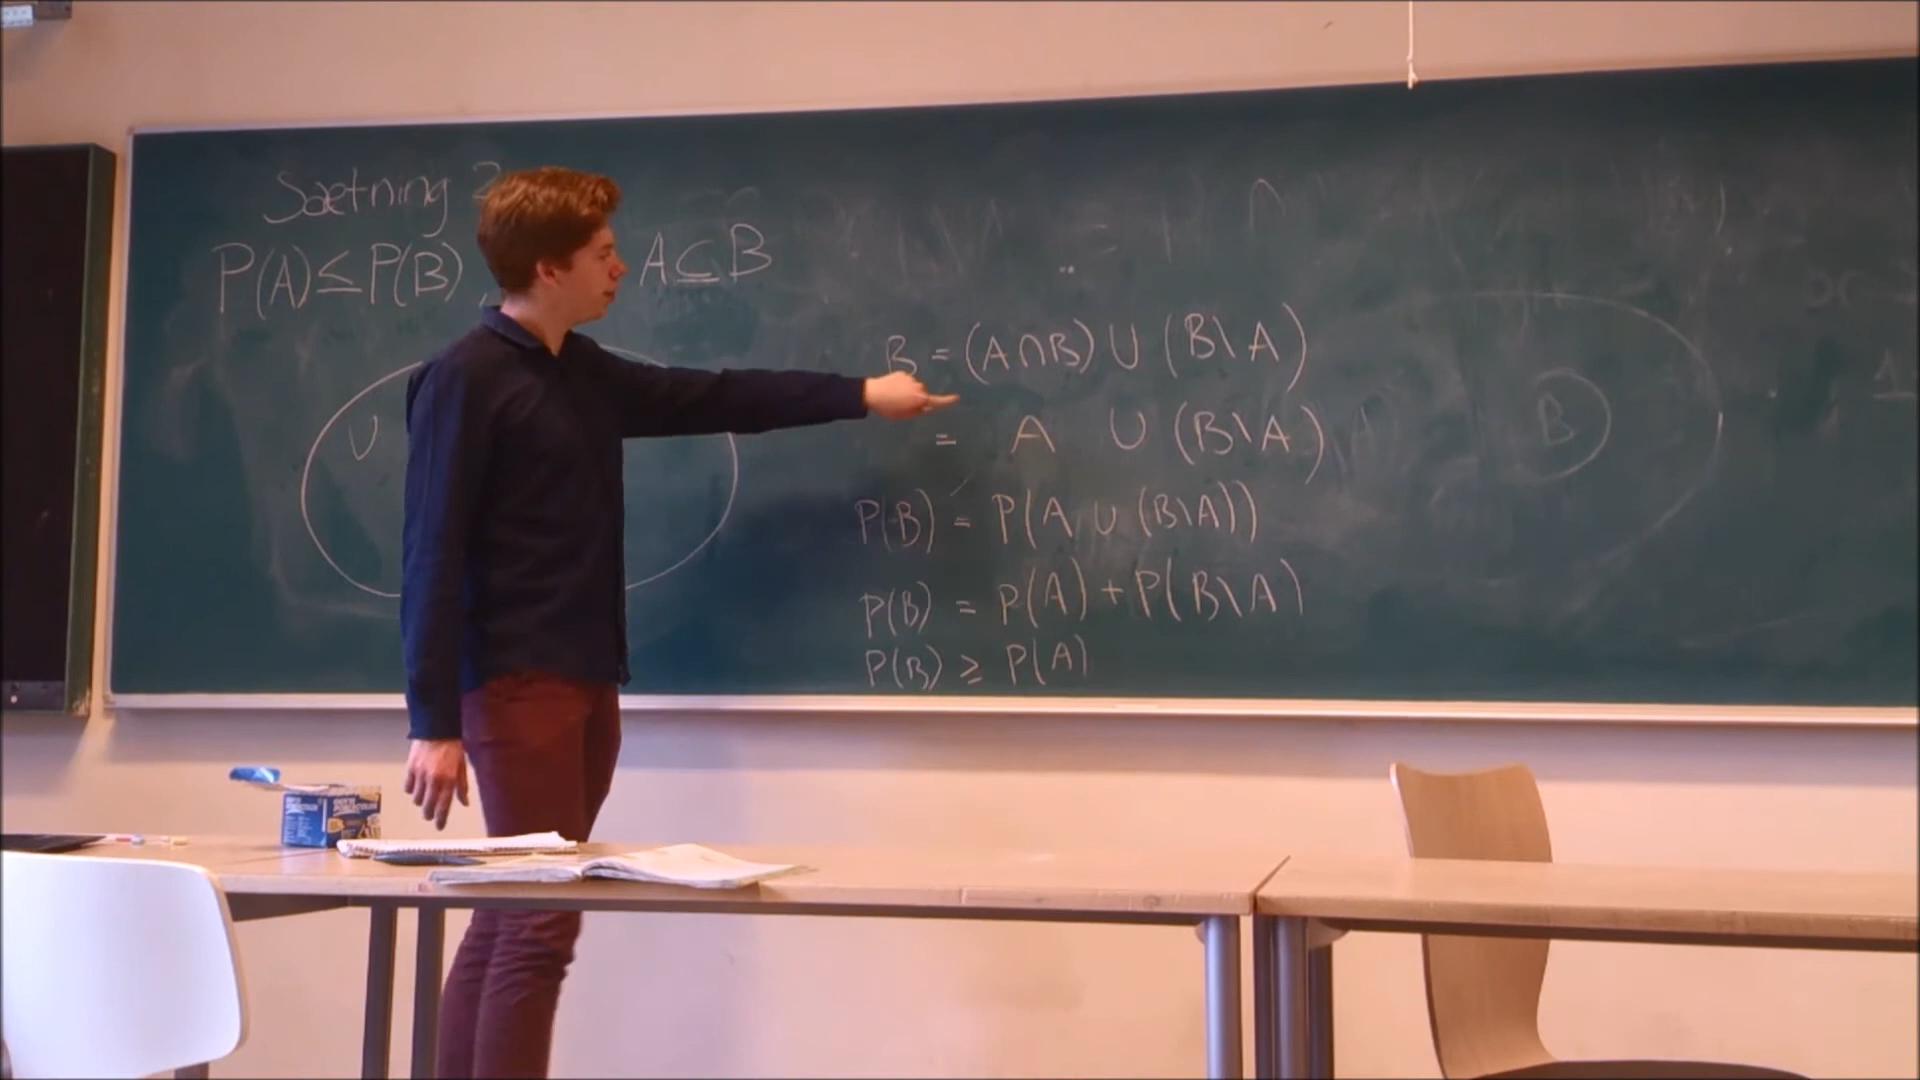 Sætning 2
P(A) ≤ P(B), A ⊆ B
U
B = (A∩B) ∪ (B\A)
= A ∪ (B\A)
P(B) = P(A ∪ (B\A))
P(B) = P(A) + P(B\A)
P(B) ≥ P(A)
B